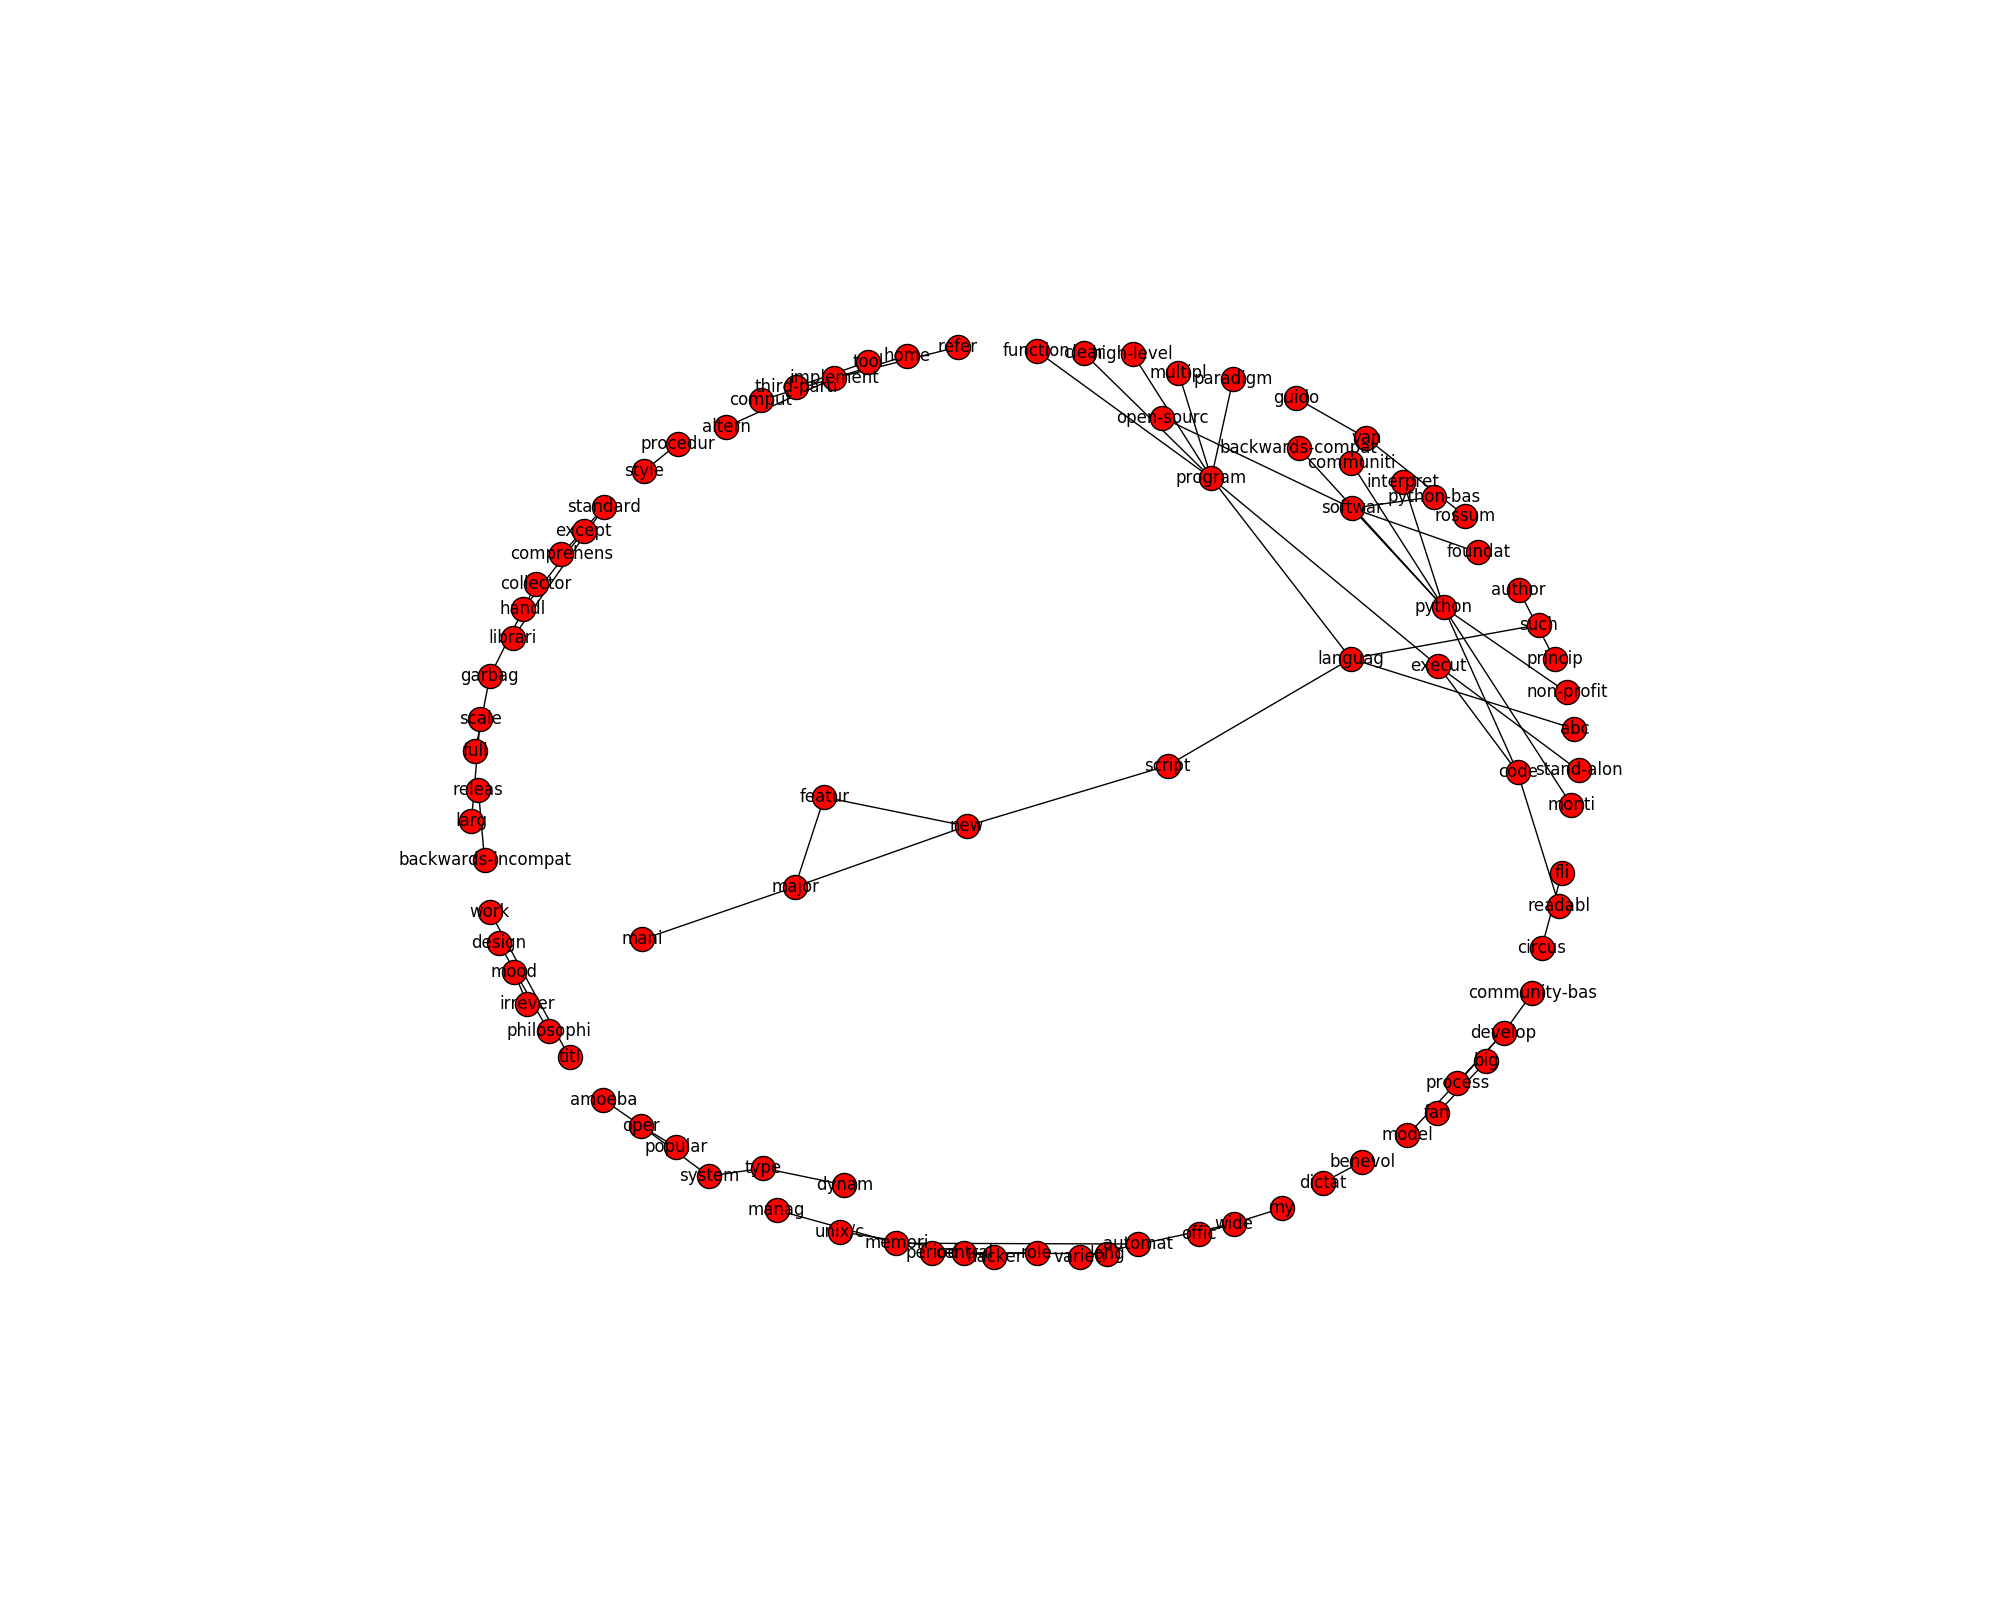 refer
home
tool
implement
third-parti
comput
altern
procedur
style
function
clear
high-level
multipl
paradigm
open-sourc
guido
van
backwards-compat
communiti
interpret
python-bas
program
softwar
rossum
foundat
standard
except
comprehens
collector
handl
librari
garbag
author
python
such
languag
execut
princip
non-profit
scale
full
abc
script
code
stand-alon
releas
featur
monti
larg
new
backwards-incompat
major
fli
readabl
work
design
mani
circus
mood
irrever
philosophi
titl
community-bas
develop
big
process
fan
model
amoeba
oper
popular
system
type
dynam
benevol
dictat
manag
unix/c
memori
period
central
hacker
role
varieti
long
automat
offic
wide
my